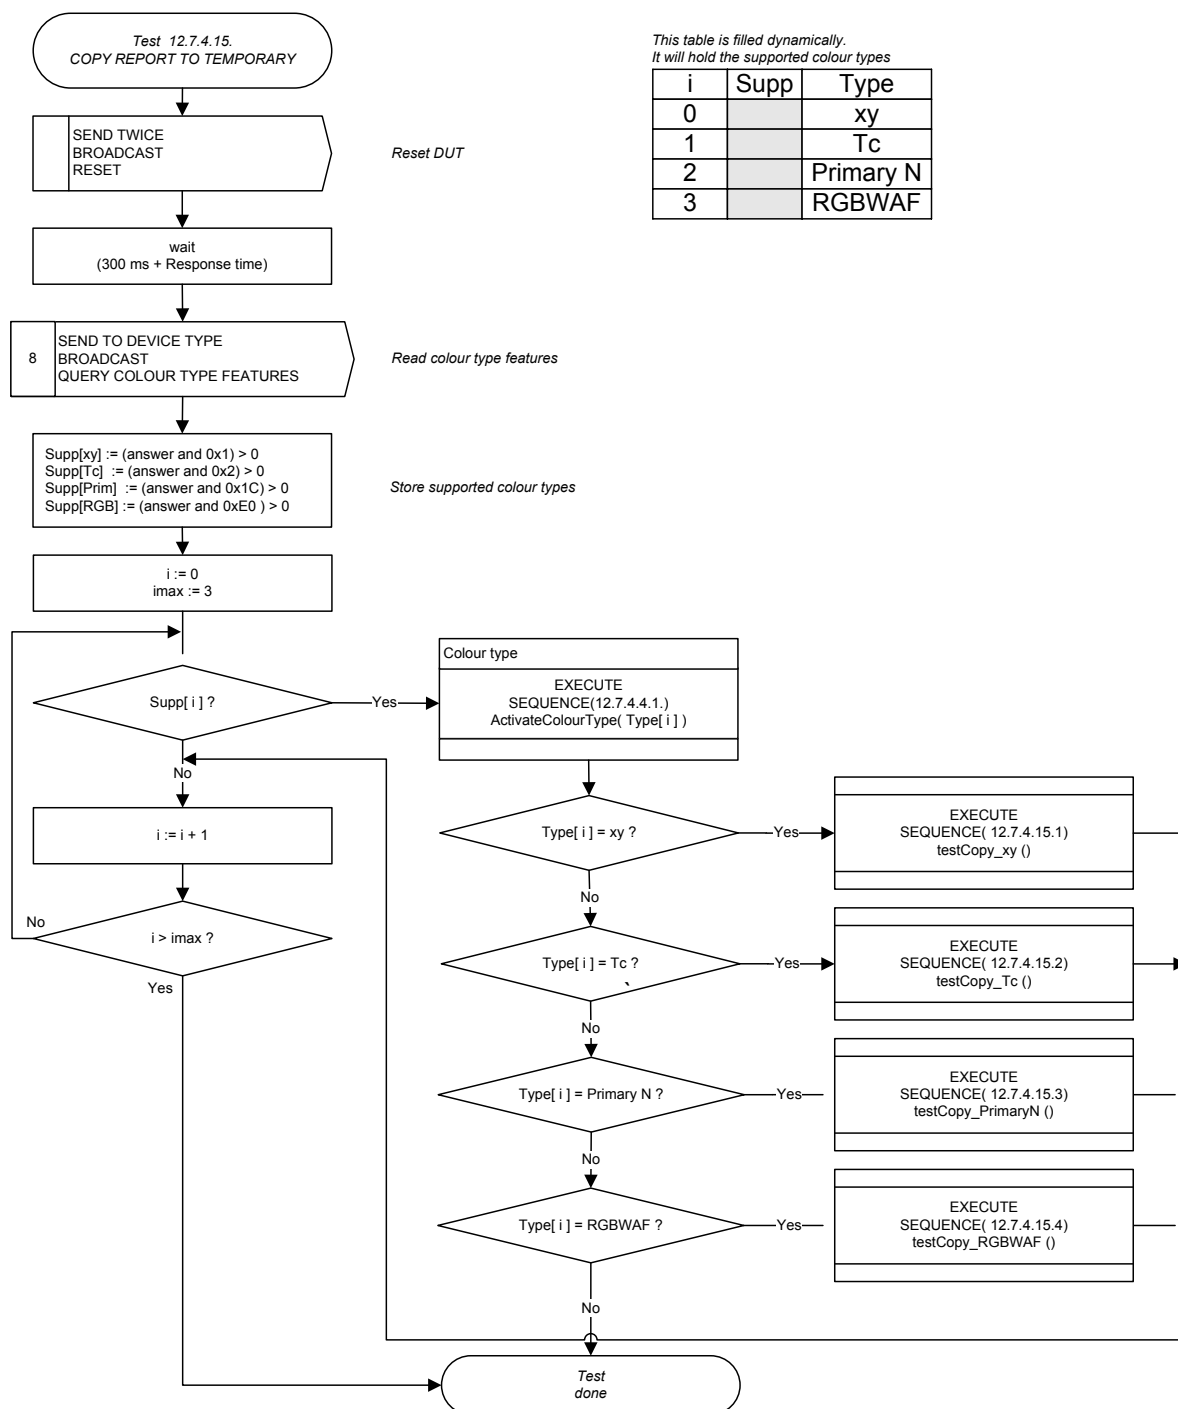 Test 12.7.4.15.
COPY REPORT TO TEMPORARY
This table is filled dynamically.
It will hold the supported colour types
i Supp Type
0 xy
1 Tc
2 Primary N
3 RGBWAF
SEND TWICE
BROADCAST
RESET
Reset DUT
wait
(300 ms + Response time)
8
SEND TO DEVICE TYPE
BROADCAST
QUERY COLOUR TYPE FEATURES
Read colour type features
Supp[xy] := (answer and 0x1) > 0
Supp[Tc] := (answer and 0x2) > 0
Supp[Prim] := (answer and 0x1C) > 0
Supp[RGB] := (answer and 0xE0 ) > 0
Store supported colour types
i := 0
imax := 3
Supp[ i ] ?
Yes
Colour type
EXECUTE
SEQUENCE(12.7.4.4.1.)
ActivateColourType( Type[ i ] )
No
i := i + 1
i > imax ?
No
Yes
Type[ i ] = xy ?
Yes
EXECUTE
SEQUENCE( 12.7.4.15.1)
testCopy_xy ()
No
Type[ i ] = Tc ?
`
Yes
EXECUTE
SEQUENCE( 12.7.4.15.2)
testCopy_Tc ()
No
Type[ i ] = Primary N ?
Yes
EXECUTE
SEQUENCE( 12.7.4.15.3)
testCopy_PrimaryN ()
No
Type[ i ] = RGBWAF ?
Yes
EXECUTE
SEQUENCE( 12.7.4.15.4)
testCopy_RGBWAF ()
No
Test
done